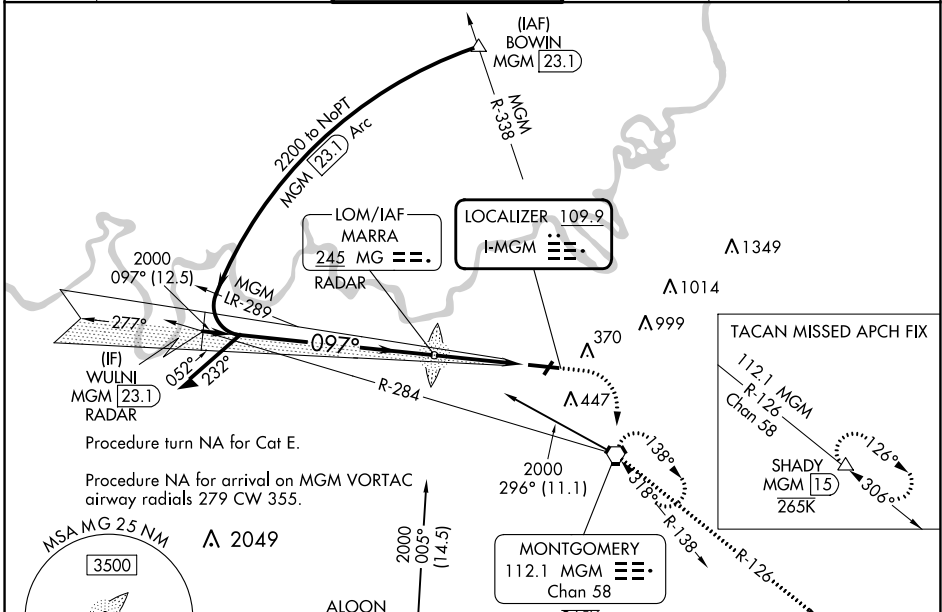 (IAF)
BOWIN
MGM 23.1
MGM
R-338
2200 to NoPT
MGM 23.1 Arc
LOM/IAF
MARRA
245 MG
RADAR
LOCALIZER 109.9
I-MGM
1349
1014
999
370
447
2000
097° (12.5)
MGM
LR-289
277°
097°
(IF)
WULNI
MGM 23.1
RADAR
052°
232°
R-284
TACAN MISSED APCH FIX
112.1 MGM
R-126
Chan 58
126°
SHADY
MGM 15
265K
306°
Procedure turn NA for Cat E.
Procedure NA for arrival on MGM VORTAC
airway radials 279 CW 355.
2000
296° (11.1)
138°
318°
R-138
R-126
MSA MG 25 NM
3500
2049
2000
005°
(14.5)
ALOON
MONTGOMERY
112.1 MGM
Chan 58